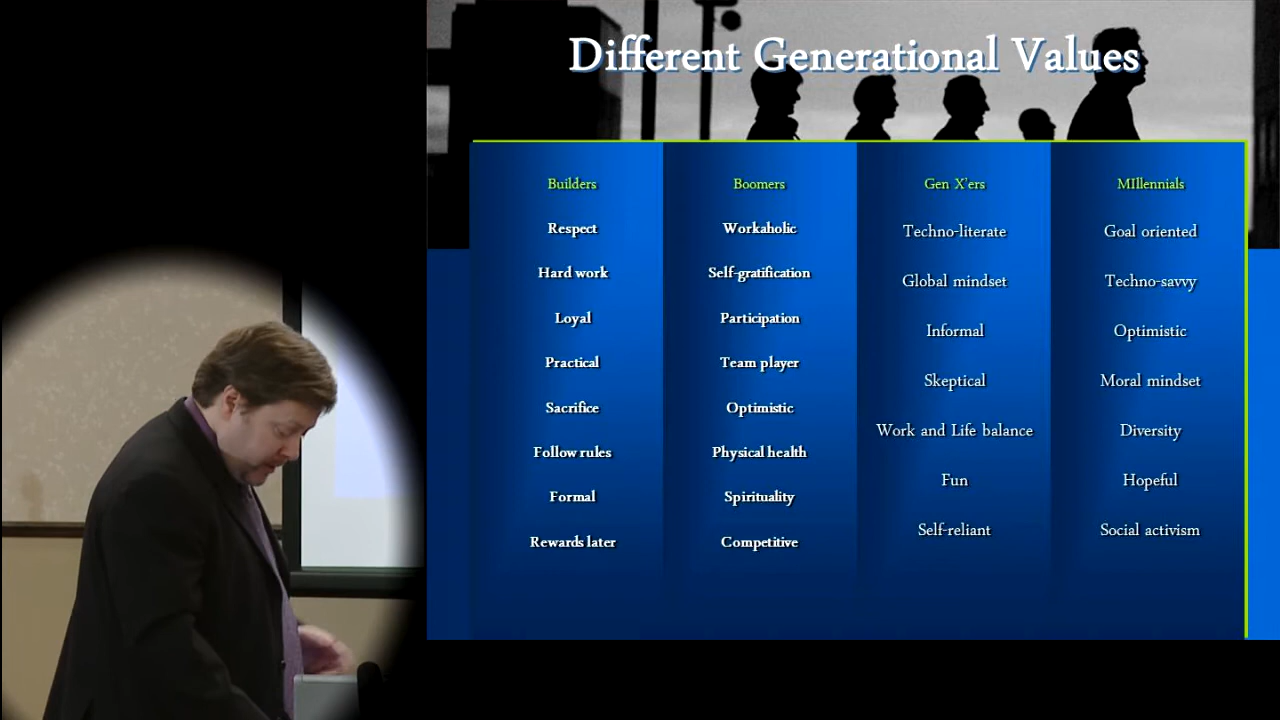 Different Generational Values
Builders
Respect
Hard work
Loyal
Practical
Sacrifice
Follow rules
Formal
Rewards later
Boomers
Workaholic
Self-gratification
Participation
Team player
Optimistic
Physical health
Spirituality
Competitive
Gen X'ers
Techno-literate
Global mindset
Informal
Skeptical
Work and Life balance
Fun
Self-reliant
MIllennials
Goal oriented
Techno-savvy
Optimistic
Moral mindset
Diversity
Hopeful
Social activism